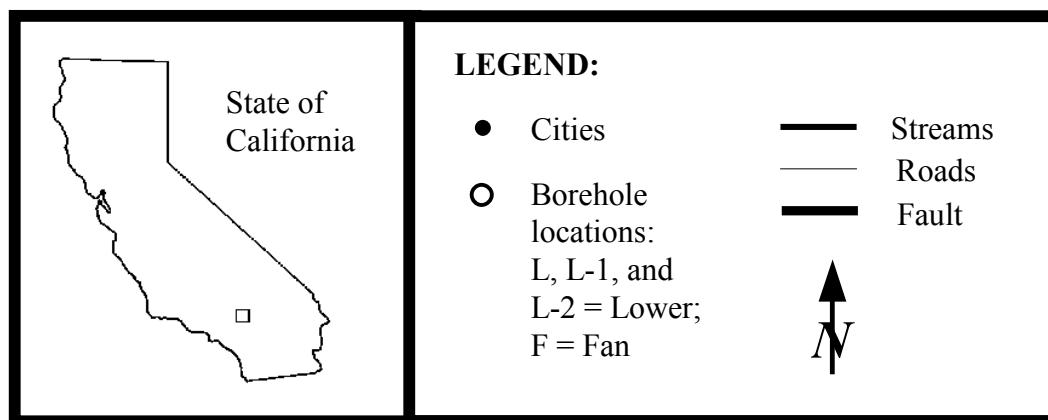 State of
California
LEGEND:
Cities
Borehole
locations:
L, L-1, and
L-2 = Lower;
F = Fan
Streams
Roads
Fault
N